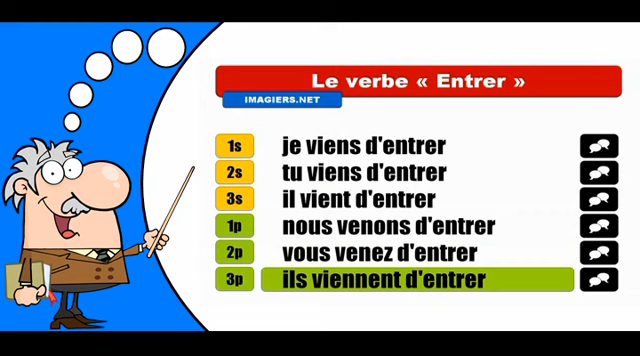 Le verbe « Entrer »
IMAGIERS.NET
1s je viens d'entrer
2s tu viens d'entrer
3s il vient d'entrer
1p nous venons d'entrer
2p vous venez d'entrer
3p ils viennent d'entrer